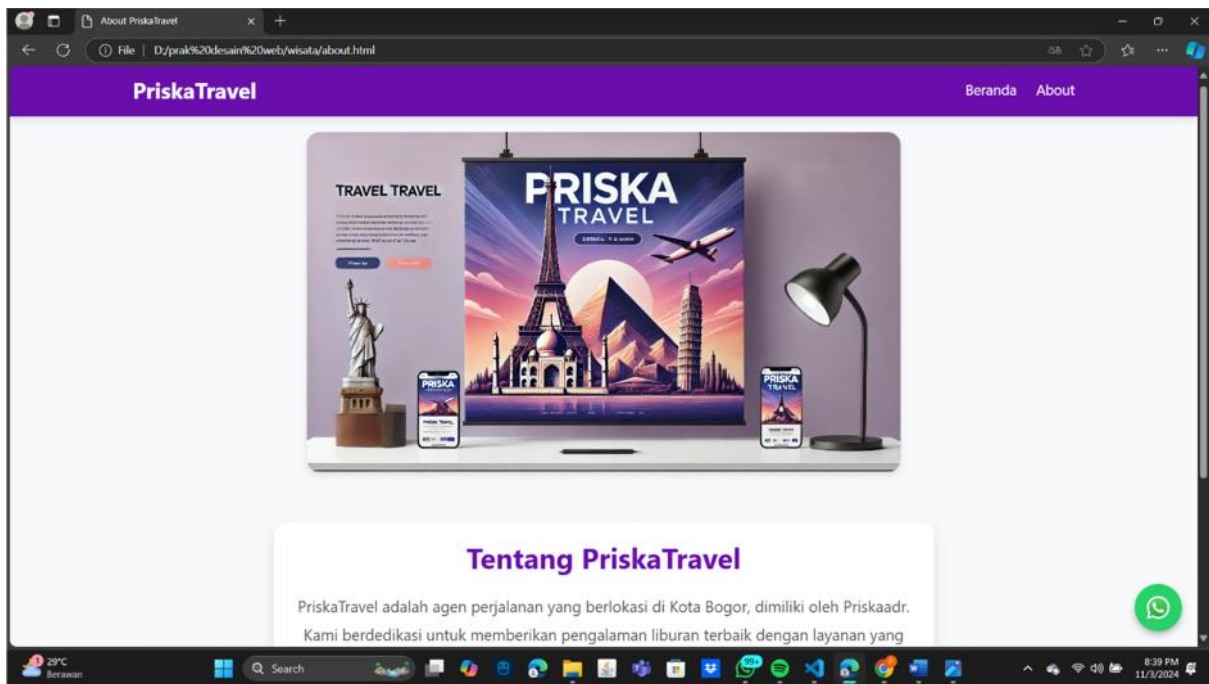 About PriskaTravel
File | D:/prak%20desain%20web/wisata/about.html
PriskaTravel
Beranda About
TRAVEL TRAVEL
PRISKA
TRAVEL
PRISKA
PRISKA
TRAVEL
Tentang PriskaTravel
PriskaTravel adalah agen perjalanan yang berlokasi di Kota Bogor, dimiliki oleh Priskaadr.
Kami berdedikasi untuk memberikan pengalaman liburan terbaik dengan layanan yang
29°C
Berawan
Search
99+
8:39 PM
11/3/2024